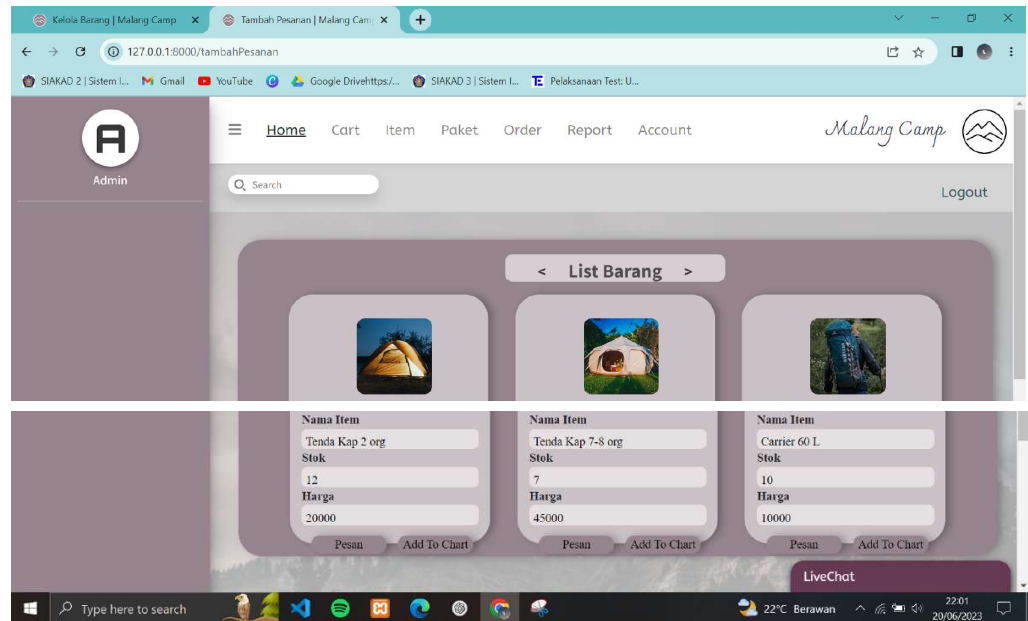 Kelola Barang | Malang Camp
Tambah Pesanan | Malang Cam
127.0.0.1:8000/tambahPesanan
SIAKAD 2 | Sistem I... Gmail YouTube Google Drivehttps:/... SIAKAD 3 | Sistem I... Pelaksanaan Test: U...
A
Admin
Home Cart Item Paket Order Report Account
Malang Camp
Search
Logout
< List Barang >
Nama Item Nama Item Nama Item
Tenda Kap 2 org Tenda Kap 7-8 org Carrier 60 L
Stok Stok Stok
12 7 10
Harga Harga Harga
20000 45000 10000
Pesan Add To Chart Pesan Add To Chart Pesan Add To Chart
LiveChat
Type here to search
22°C Berawan
22:01
20/06/2023